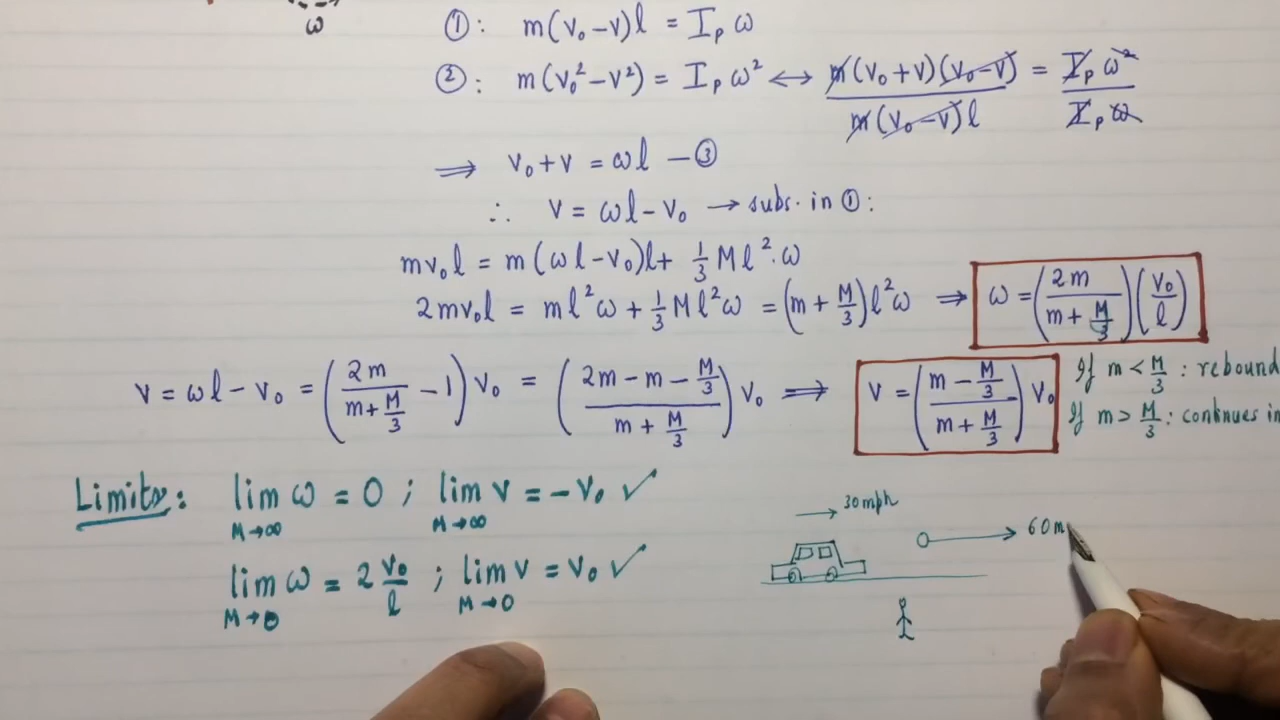 ω
①: m(v₀-v)l = I_p ω
②: m(v₀²-v²) = I_p ω² ⟷ m(v₀+v)(v₀-v) / m(v₀-v)l = I_p ω² / I_p ω
⟹ v₀+v = ωl -③
∴ v = ωl-v₀ → subs. in ①:
mv₀l = m(ωl-v₀)l + 1/3 Ml²·ω
2mv₀l = ml²ω + 1/3 Ml²ω = (m + M/3)l²ω ⟹ ω = (2m / (m + M/3))(v₀/l)
v = ωl - v₀ = (2m / (m + M/3) - 1)v₀ = ((2m - m - M/3) / (m + M/3))v₀ ⟹ v = ((m - M/3) / (m + M/3))v₀
If m < M/3 : rebound
If m > M/3 : continues in
Limits: lim M→∞ ω = 0 ; lim M→∞ v = -v₀ ✓
lim M→0 ω = 2 v₀/l ; lim M→0 v = v₀ ✓
→ 30mph
60m